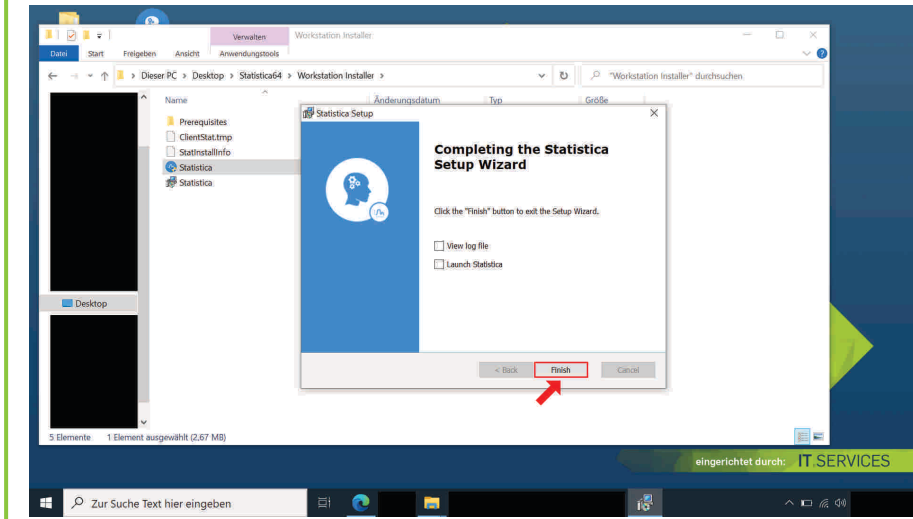 Verwalten
Workstation Installer
Datei
Start
Freigeben
Ansicht
Anwendungstools
Dieser PC > Desktop > Statistica64 > Workstation Installer >
"Workstation Installer" durchsuchen
Name
Änderungsdatum
Typ
Größe
Prerequisites
ClientStat.tmp
StatInstallInfo
Statistica
Statistica
Desktop
Statistica Setup
Completing the Statistica
Setup Wizard
Click the "Finish" button to exit the Setup Wizard.
View log file
Launch Statistica
< Back
Finish
Cancel
5 Elemente
1 Element ausgewählt (2,67 MB)
eingerichtet durch: IT.SERVICES
Zur Suche Text hier eingeben